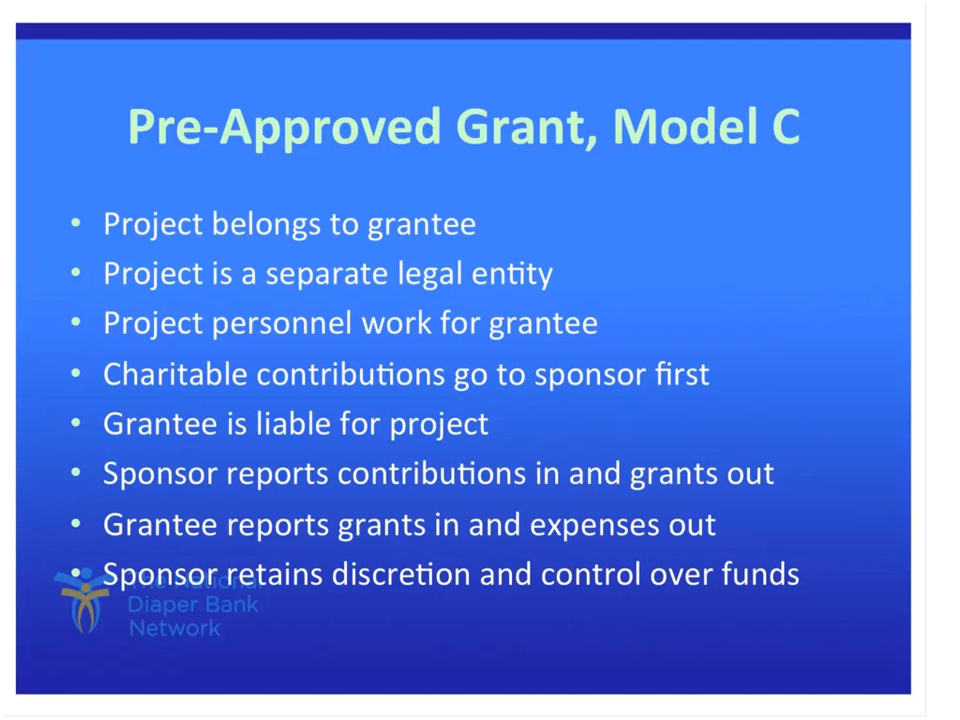 Pre-Approved Grant, Model C
• Project belongs to grantee
• Project is a separate legal entity
• Project personnel work for grantee
• Charitable contributions go to sponsor first
• Grantee is liable for project
• Sponsor reports contributions in and grants out
• Grantee reports grants in and expenses out
• Sponsor retains discretion and control over funds
The National
Diaper Bank
Network